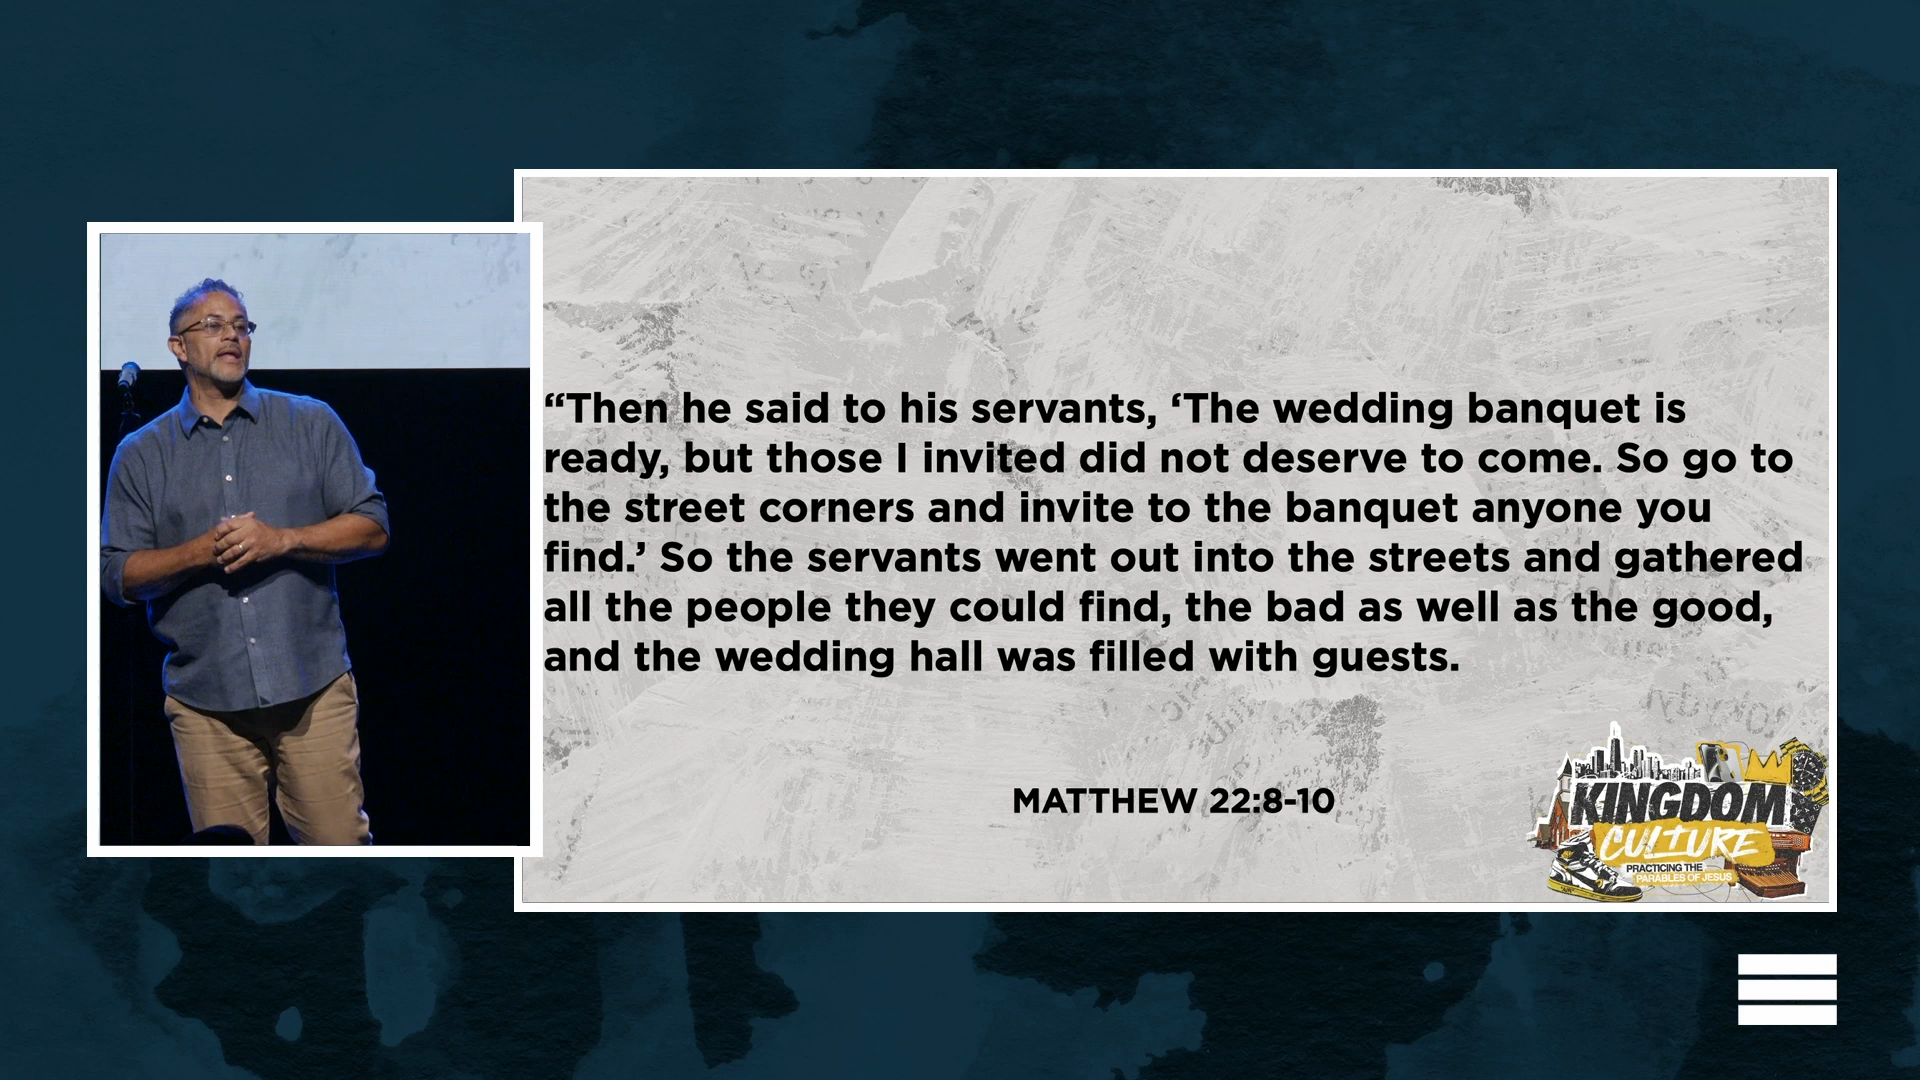 “Then he said to his servants, ‘The wedding banquet is
ready, but those I invited did not deserve to come. So go to
the street corners and invite to the banquet anyone you
find.’ So the servants went out into the streets and gathered
all the people they could find, the bad as well as the good,
and the wedding hall was filled with guests.
MATTHEW 22:8-10
KINGDOM
CULTURE
PRACTICING THE
PARABLES OF JESUS